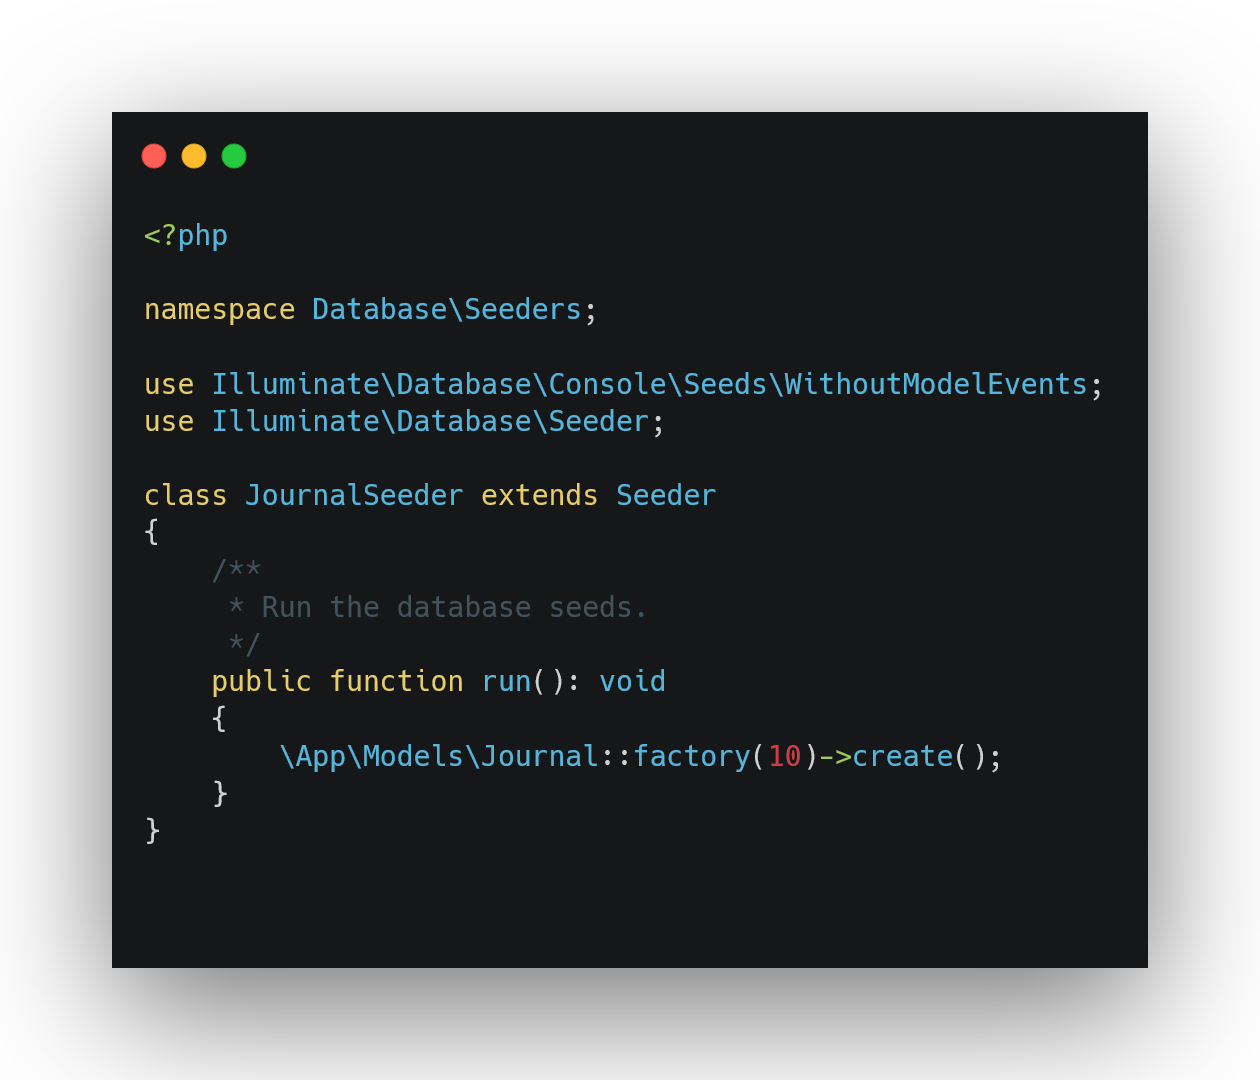 <?php
namespace Database\Seeders;
use Illuminate\Database\Console\Seeds\WithoutModelEvents;
use Illuminate\Database\Seeder;
class JournalSeeder extends Seeder
{
    /**
     * Run the database seeds.
     */
    public function run(): void
    {
        \App\Models\Journal::factory(10)->create();
    }
}